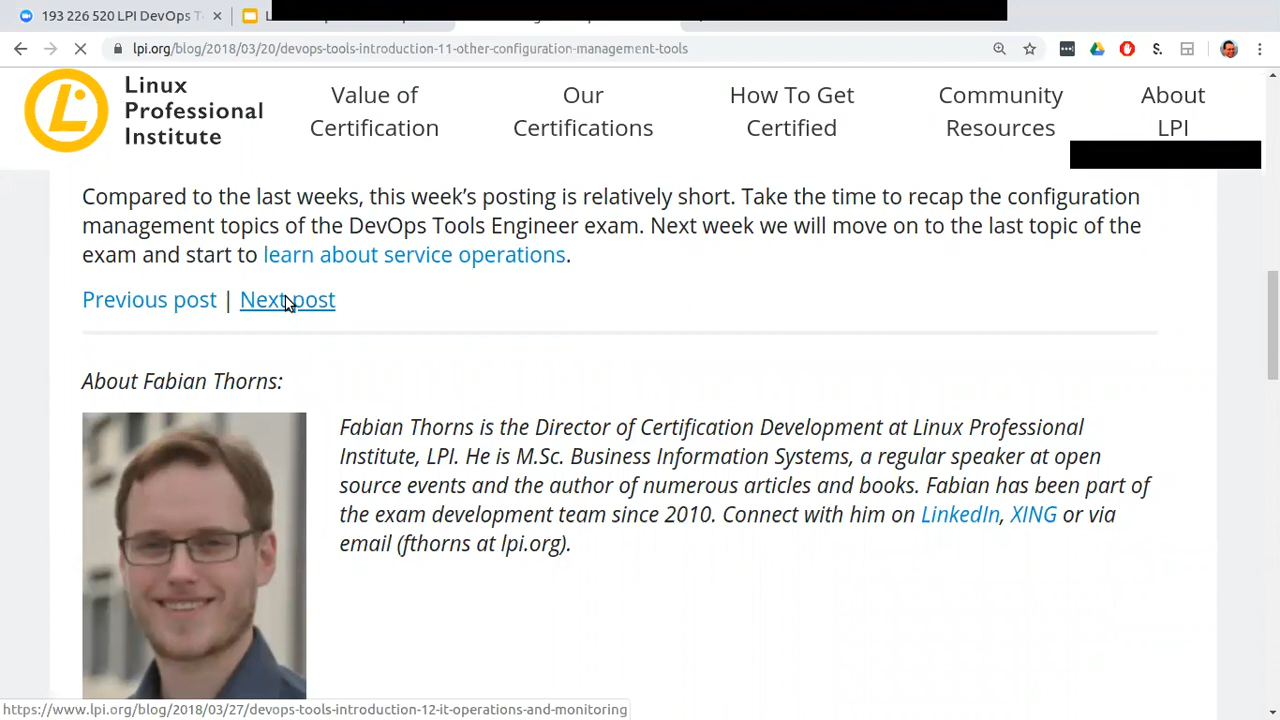 193 226 520 LPI DevOps T
L
lpi.org/blog/2018/03/20/devops-tools-introduction-11-other-configuration-management-tools
Linux
Professional
Institute
Value of
Certification
Our
Certifications
How To Get
Certified
Community
Resources
About
LPI
Compared to the last weeks, this week’s posting is relatively short. Take the time to recap the configuration
management topics of the DevOps Tools Engineer exam. Next week we will move on to the last topic of the
exam and start to learn about service operations.
Previous post | Next post
About Fabian Thorns:
Fabian Thorns is the Director of Certification Development at Linux Professional
Institute, LPI. He is M.Sc. Business Information Systems, a regular speaker at open
source events and the author of numerous articles and books. Fabian has been part of
the exam development team since 2010. Connect with him on LinkedIn, XING or via
email (fthorns at lpi.org).
https://www.lpi.org/blog/2018/03/27/devops-tools-introduction-12-it-operations-and-monitoring